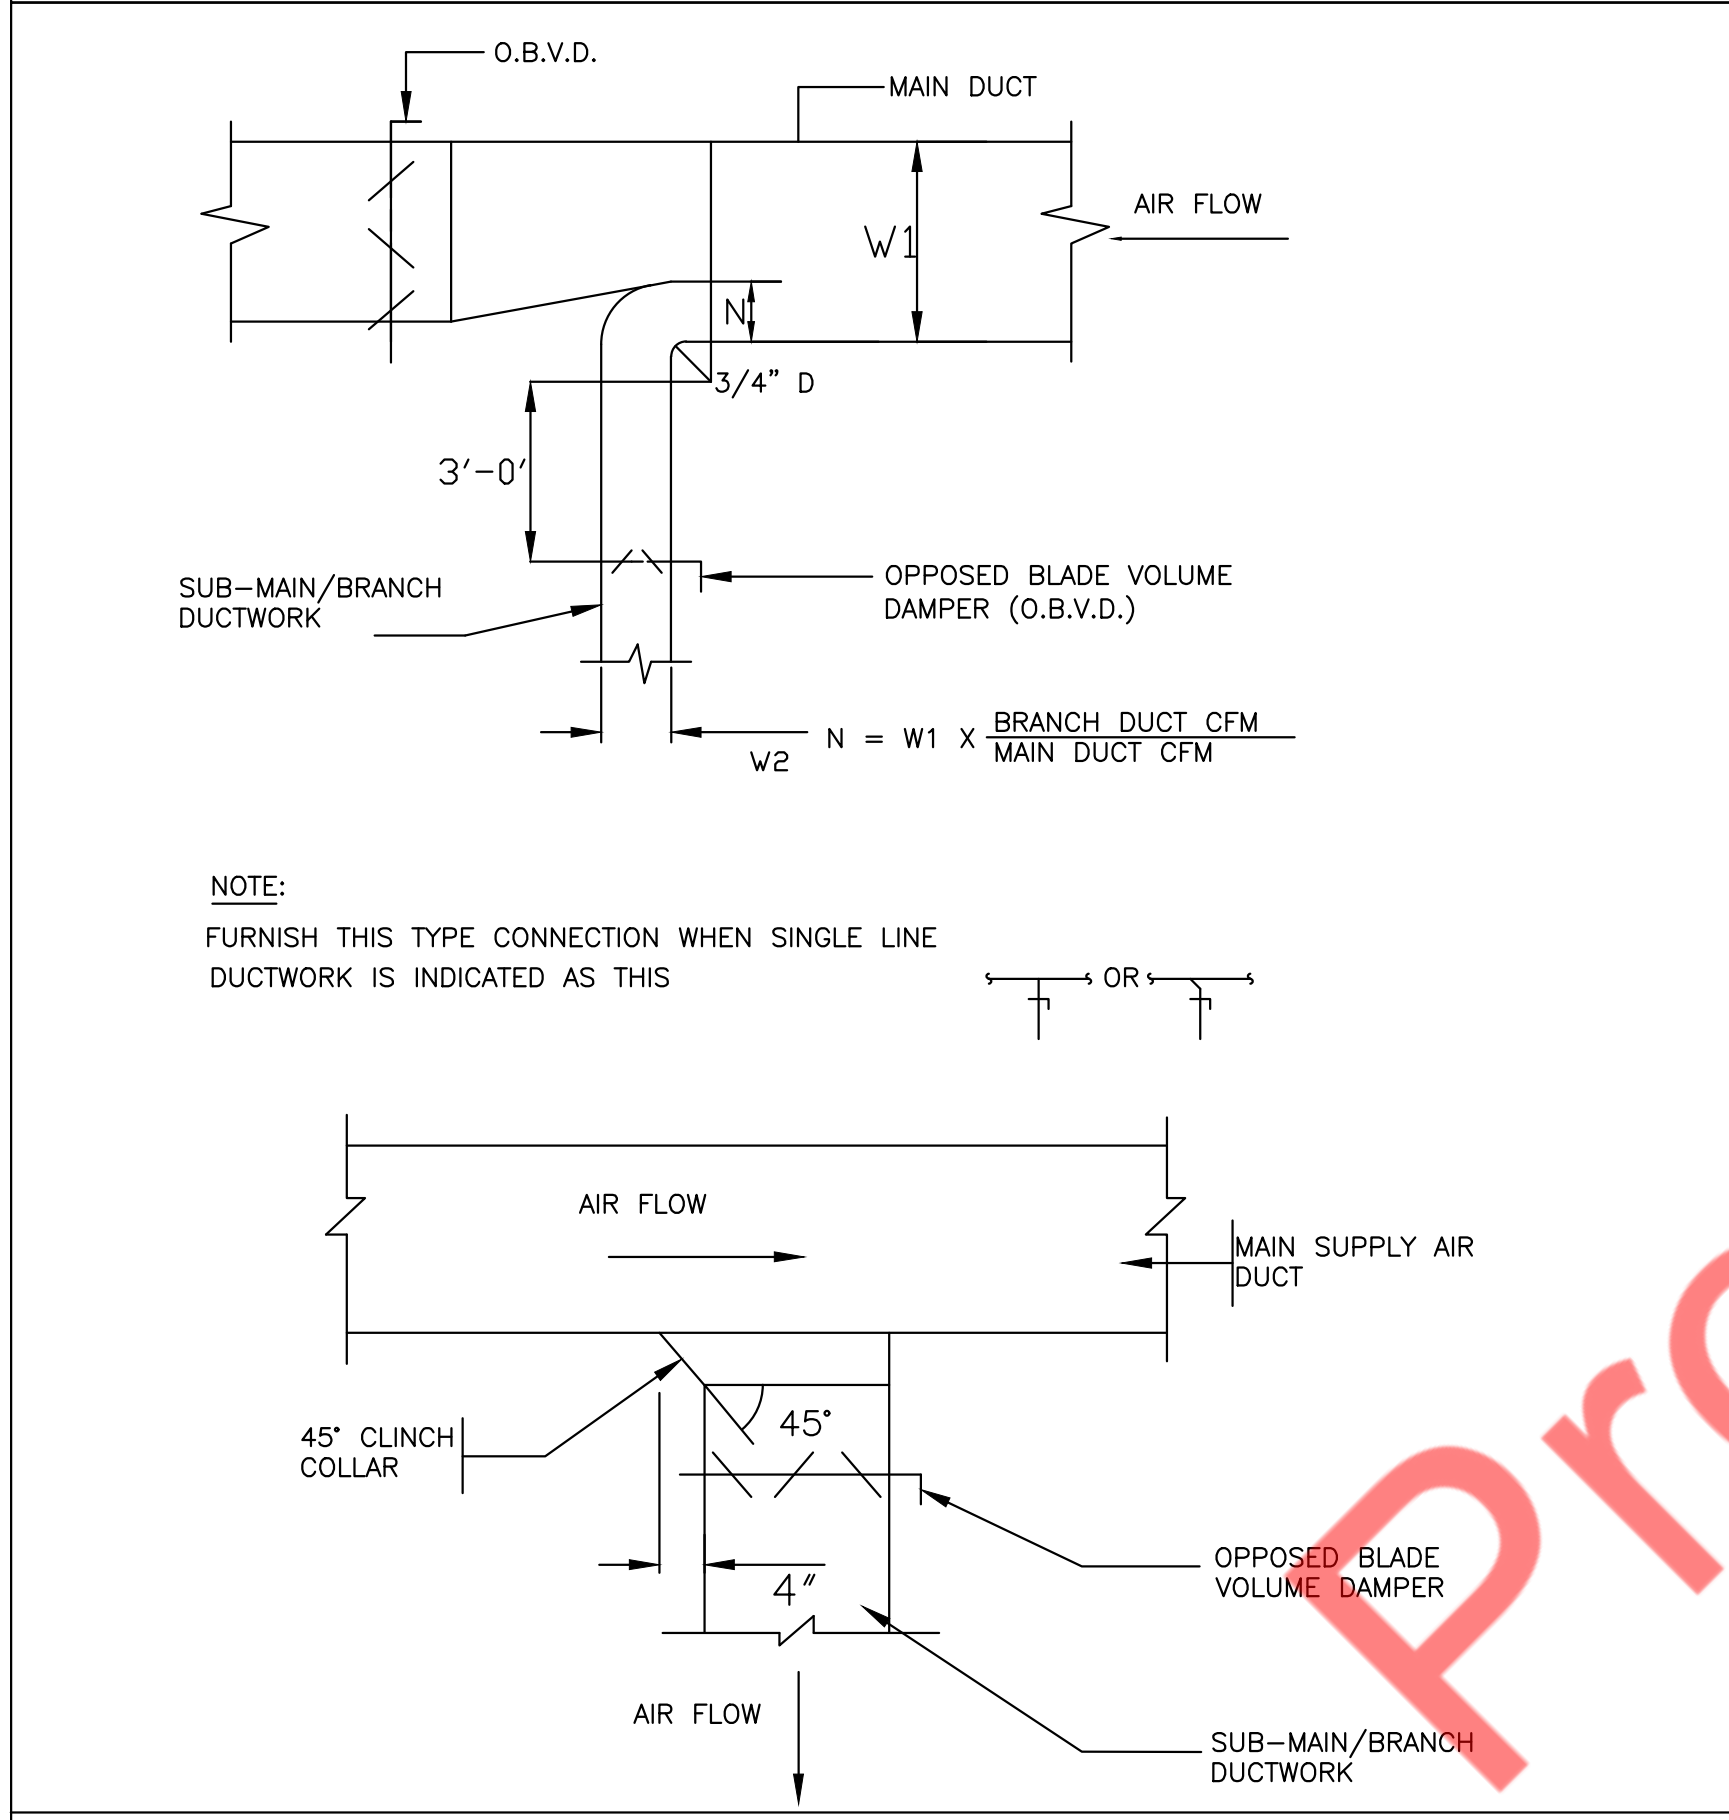 O.B.V.D.
MAIN DUCT
AIR FLOW
W1
N
3/4" D
3'-0'
SUB-MAIN/BRANCH
DUCTWORK
OPPOSED BLADE VOLUME
DAMPER (O.B.V.D.)
W2
N = W1 X BRANCH DUCT CFM
MAIN DUCT CFM
NOTE:
FURNISH THIS TYPE CONNECTION WHEN SINGLE LINE
DUCTWORK IS INDICATED AS THIS
OR
AIR FLOW
MAIN SUPPLY AIR
DUCT
45° CLINCH
COLLAR
45°
OPPOSED BLADE
VOLUME DAMPER
4"
AIR FLOW
SUB-MAIN/BRANCH
DUCTWORK
Pr